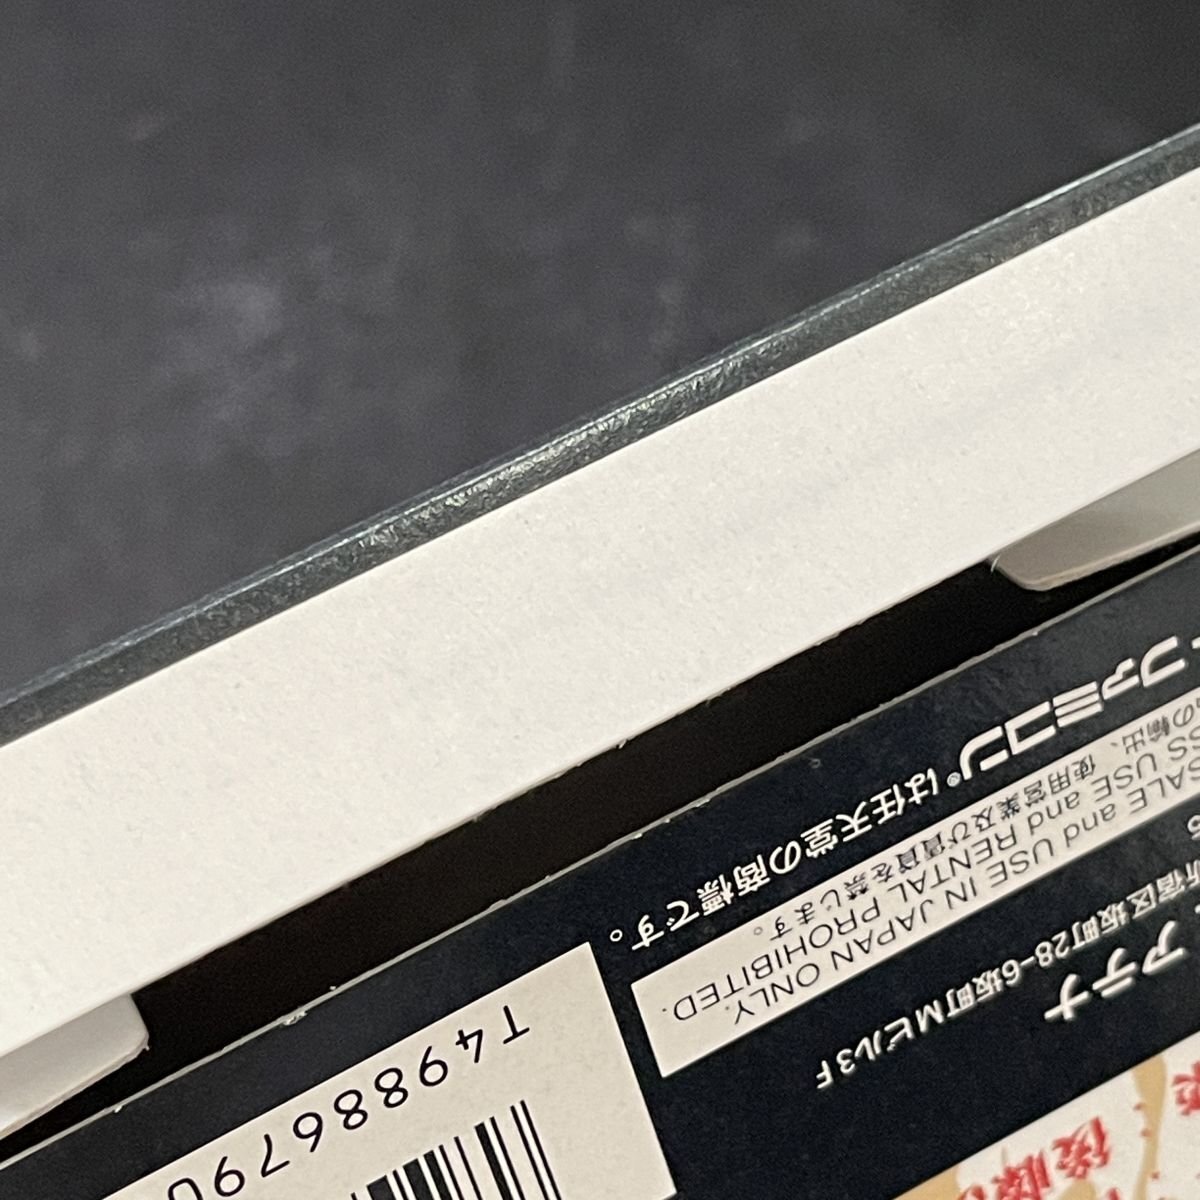 ファミコン®は任天堂の商標です。
SALE and USE IN JAPAN ONLY.
SS USE and RENTAL PROHIBITED.
の輸出、使用営業及び賃貸を禁じます。
アテナ
新宿区坂町28-6坂町Mビル3F
T49886790